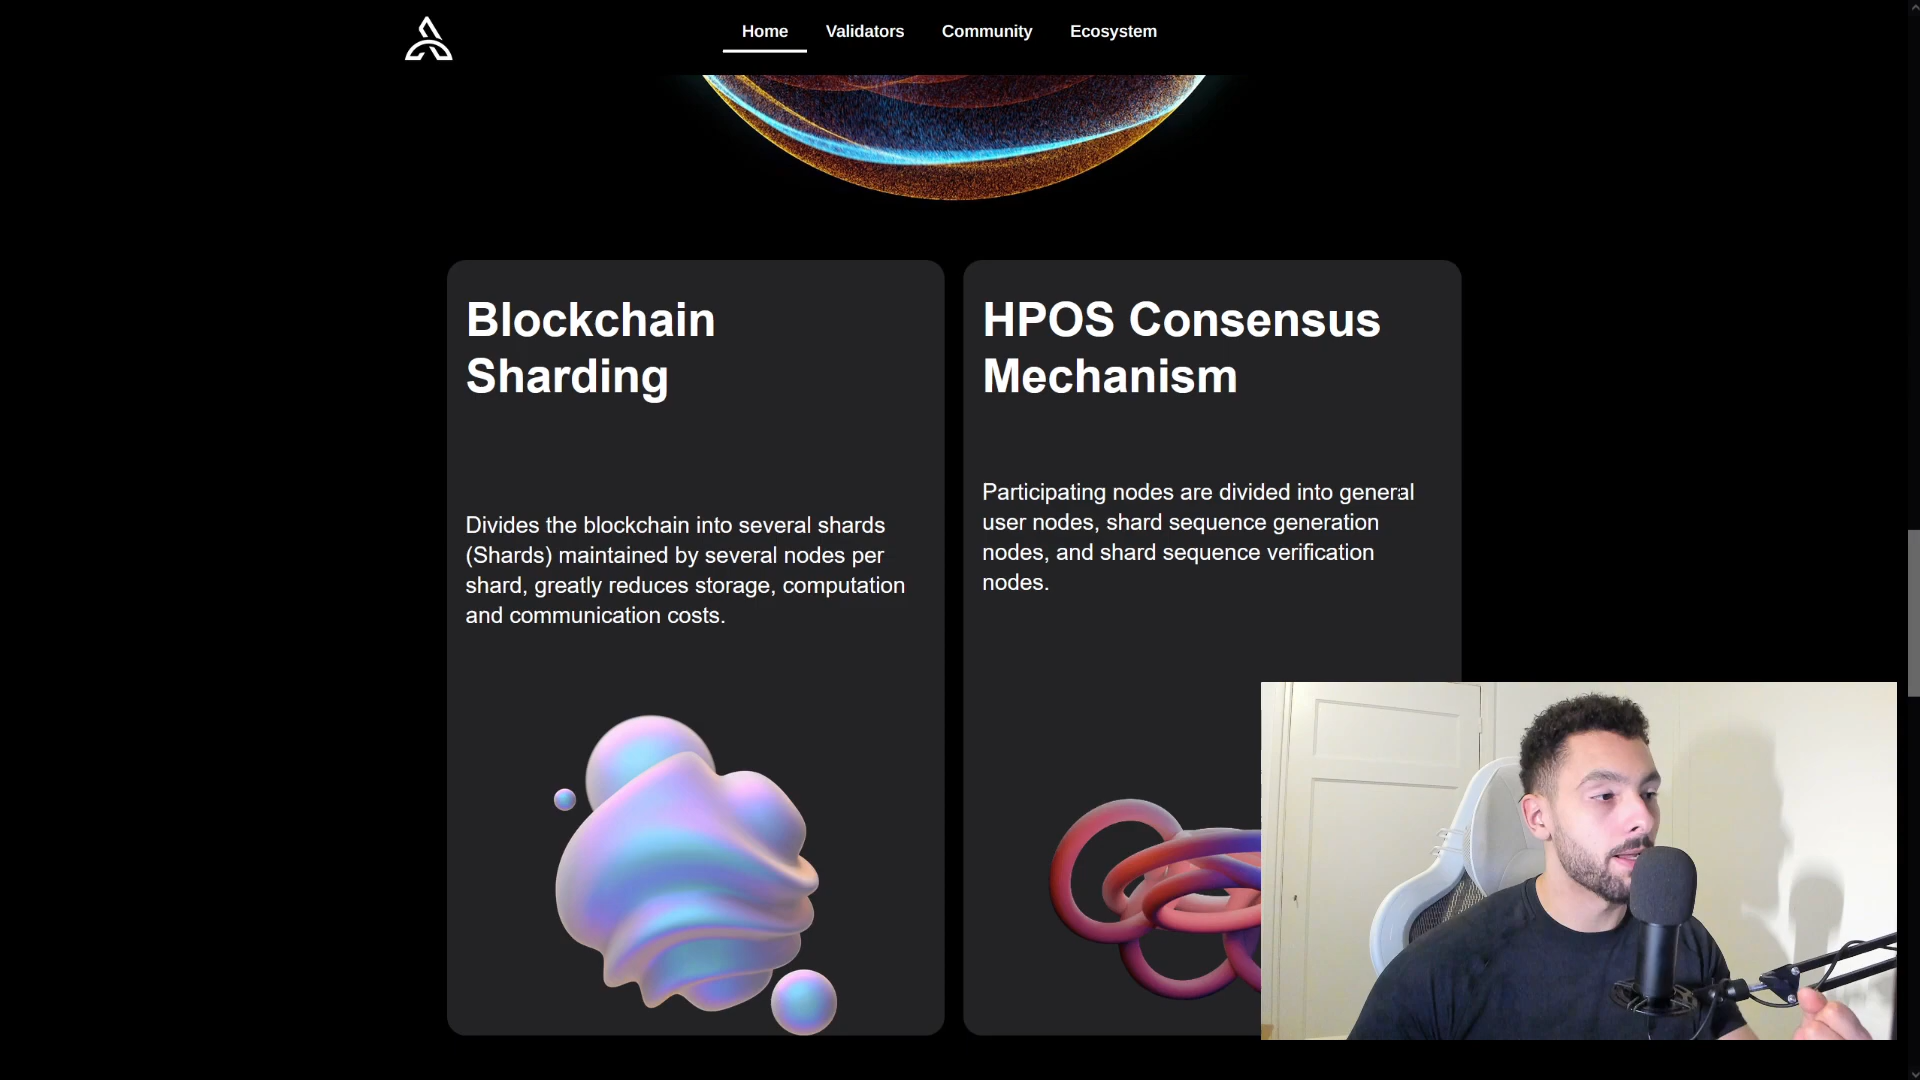 Home
Validators
Community
Ecosystem
Blockchain
Sharding
Divides the blockchain into several shards
(Shards) maintained by several nodes per
shard, greatly reduces storage, computation
and communication costs.
HPOS Consensus
Mechanism
Participating nodes are divided into general
user nodes, shard sequence generation
nodes, and shard sequence verification
nodes.